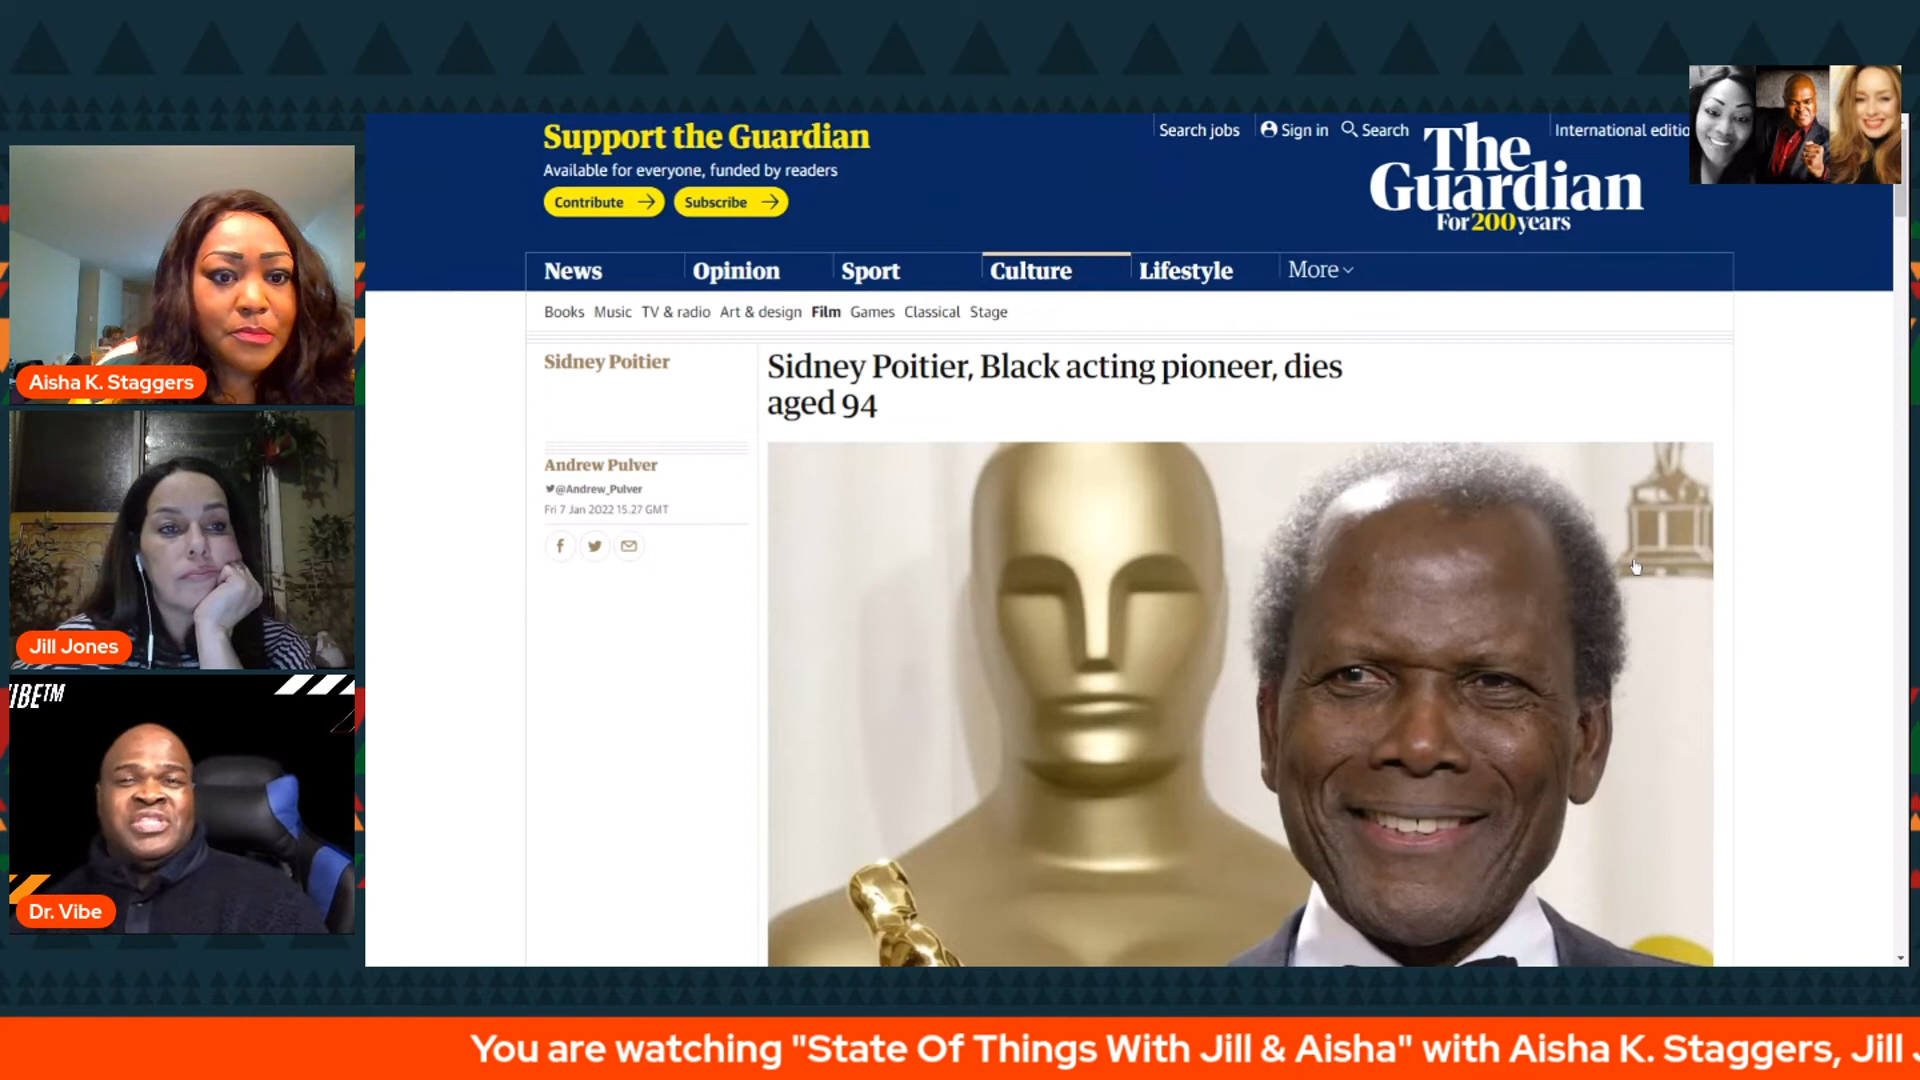 Support the Guardian
Available for everyone, funded by readers
Contribute
Subscribe
Search jobs
Sign in
Search
International editio
The
Guardian
For 200 years
News
Opinion
Sport
Culture
Lifestyle
More
Books Music TV & radio Art & design Film Games Classical Stage
Sidney Poitier
Sidney Poitier, Black acting pioneer, dies
aged 94
Andrew Pulver
@Andrew_Pulver
Fri 7 Jan 2022 15.27 GMT
Aisha K. Staggers
Jill Jones
IBE™
Dr. Vibe
You are watching "State Of Things With Jill & Aisha" with Aisha K. Staggers, Jill J